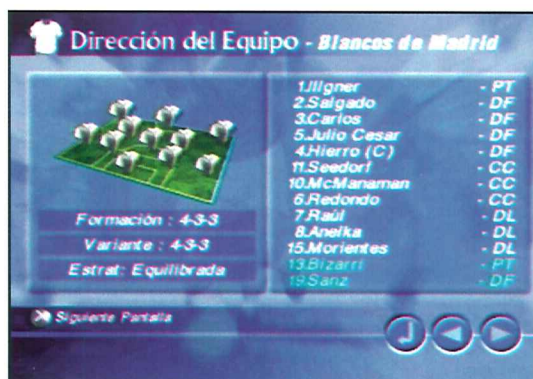 Dirección del Equipo - Blancos de Madrid
1.Illgner - PT
2.Salgado - DF
3.Carlos - DF
5.Julio Cesar - DF
4.Hierro (C) - DF
11.Seedorf - CC
10.McManaman - CC
6.Redondo - CC
7.Raúl - DL
8.Anelka - DL
15.Morientes - DL
13.Bizarri - PT
19.Sanz - DF
Formación : 4-3-3
Variante : 4-3-3
Estrat: Equilibrada
Siguiente Pantalla